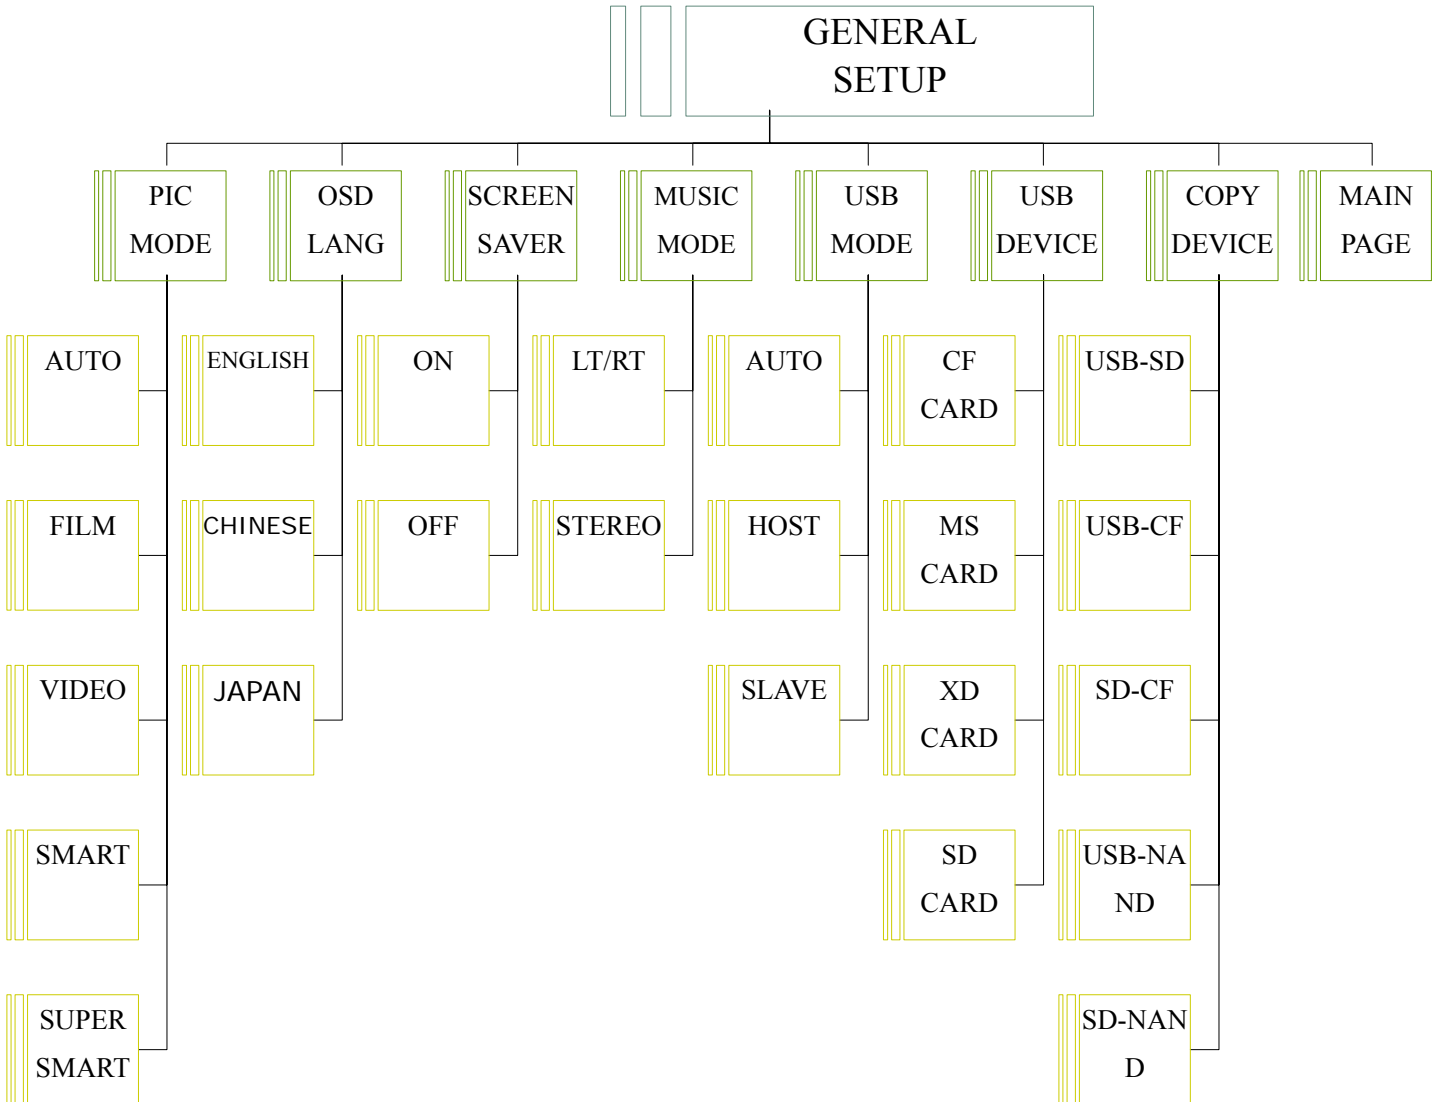 GENERAL
SETUP
PIC
MODE
OSD
LANG
SCREEN
SAVER
MUSIC
MODE
USB
MODE
USB
DEVICE
COPY
DEVICE
MAIN
PAGE
AUTO
ENGLISH
ON
LT/RT
AUTO
CF
CARD
USB-SD
FILM
CHINESE
OFF
STEREO
HOST
MS
CARD
USB-CF
VIDEO
JAPAN
SLAVE
XD
CARD
SD-CF
SMART
SD
CARD
USB-NA
ND
SUPER
SMART
SD-NAN
D